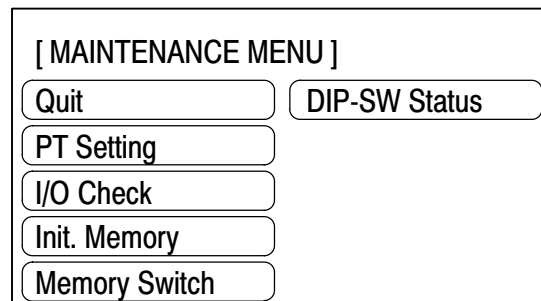 [ MAINTENANCE MENU ]
Quit
DIP-SW Status
PT Setting
I/O Check
Init. Memory
Memory Switch